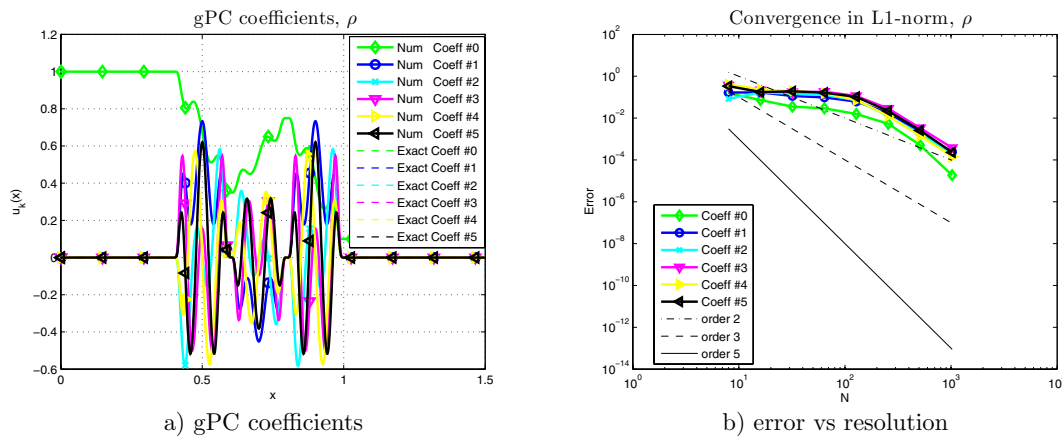 gPC coefficients, ρ
1.2
1
0.8
0.6
0.4
0.2
0
−0.2
−0.4
−0.6
u_k(x)
0 0.5 1 1.5
x
Num Coeff #0
Num Coeff #1
Num Coeff #2
Num Coeff #3
Num Coeff #4
Num Coeff #5
Exact Coeff #0
Exact Coeff #1
Exact Coeff #2
Exact Coeff #3
Exact Coeff #4
Exact Coeff #5
a) gPC coefficients
Convergence in L1-norm, ρ
10^2
10^0
10^−2
10^−4
10^−6
10^−8
10^−10
10^−12
10^−14
Error
10^0 10^1 10^2 10^3 10
N
Coeff #0
Coeff #1
Coeff #2
Coeff #3
Coeff #4
Coeff #5
order 2
order 3
order 5
b) error vs resolution